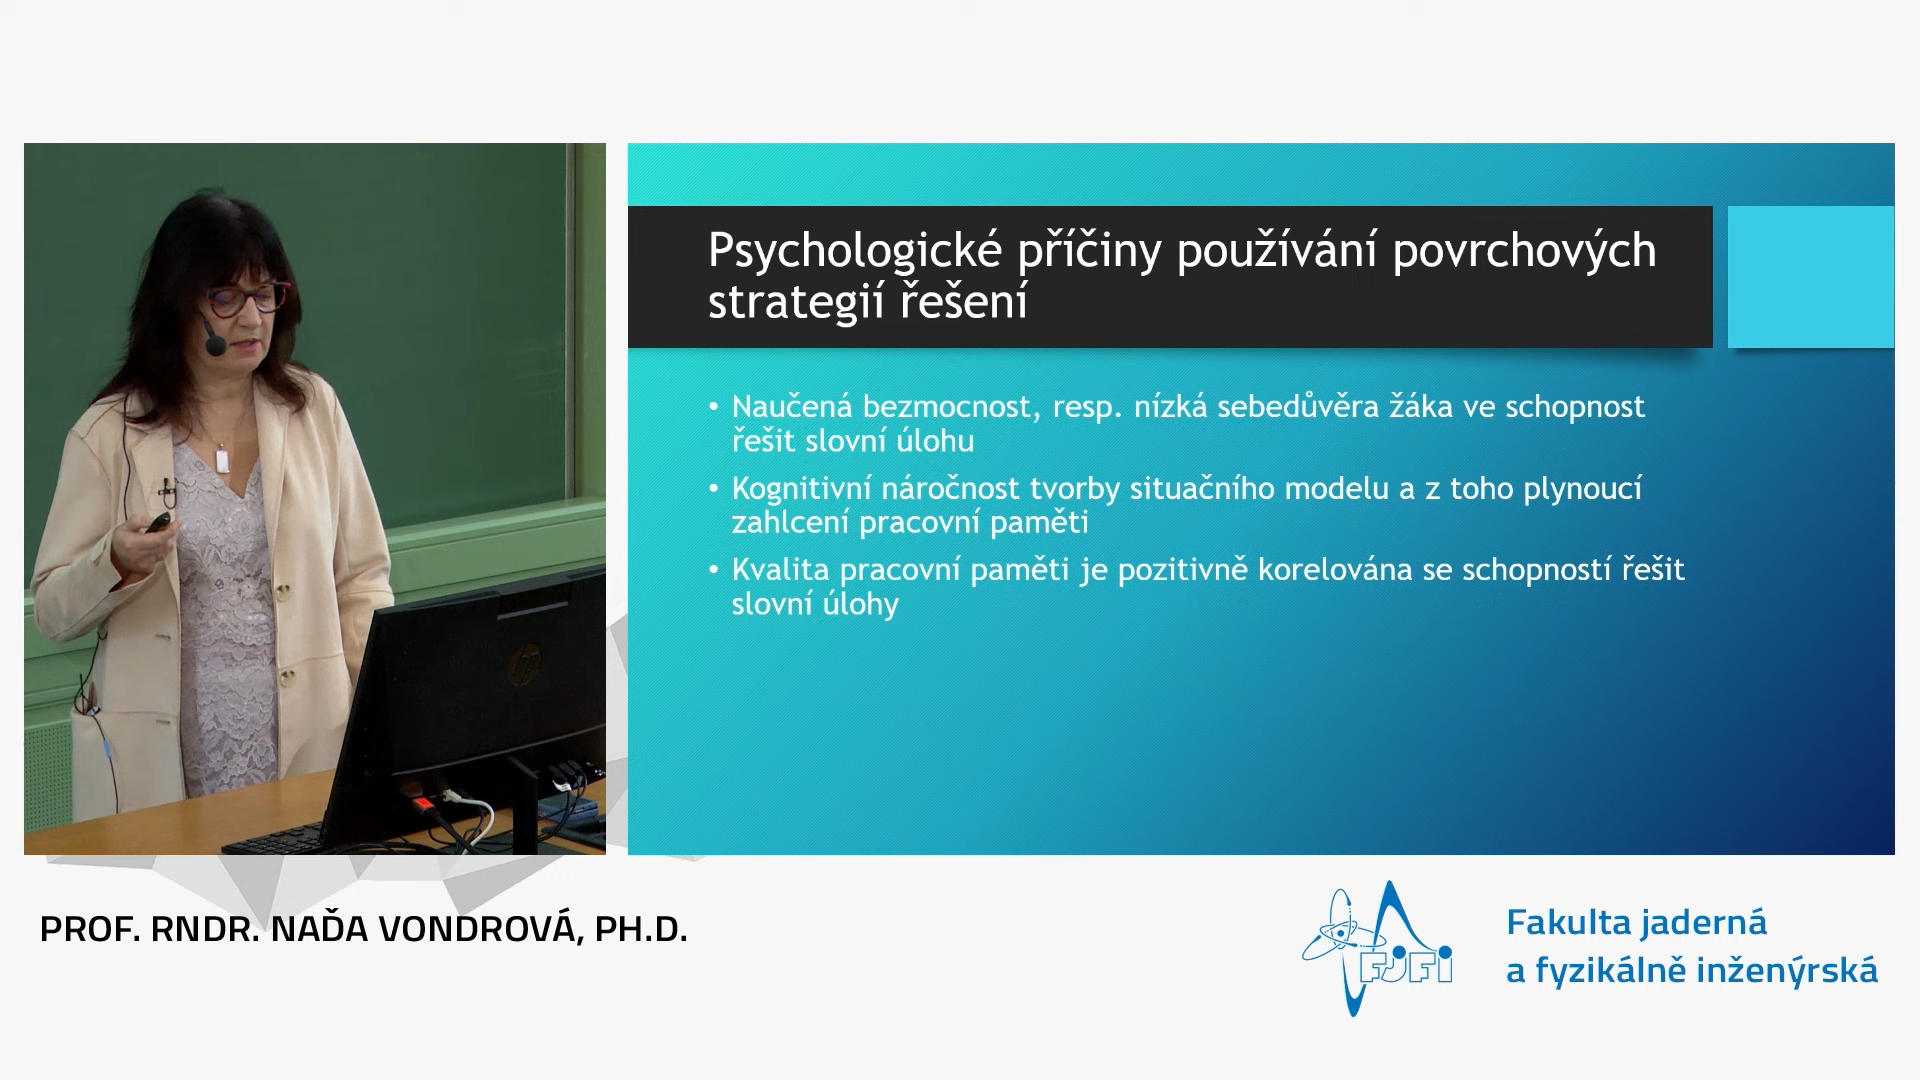 Psychologické příčiny používání povrchových
strategií řešení
• Naučená bezmocnost, resp. nízká sebedůvěra žáka ve schopnost
řešit slovní úlohu
• Kognitivní náročnost tvorby situačního modelu a z toho plynoucí
zahlcení pracovní paměti
• Kvalita pracovní paměti je pozitivně korelována se schopností řešit
slovní úlohy
hp
PROF. RNDR. NAĎA VONDROVÁ, PH.D.
FJFI
Fakulta jaderná
a fyzikálně inženýrská